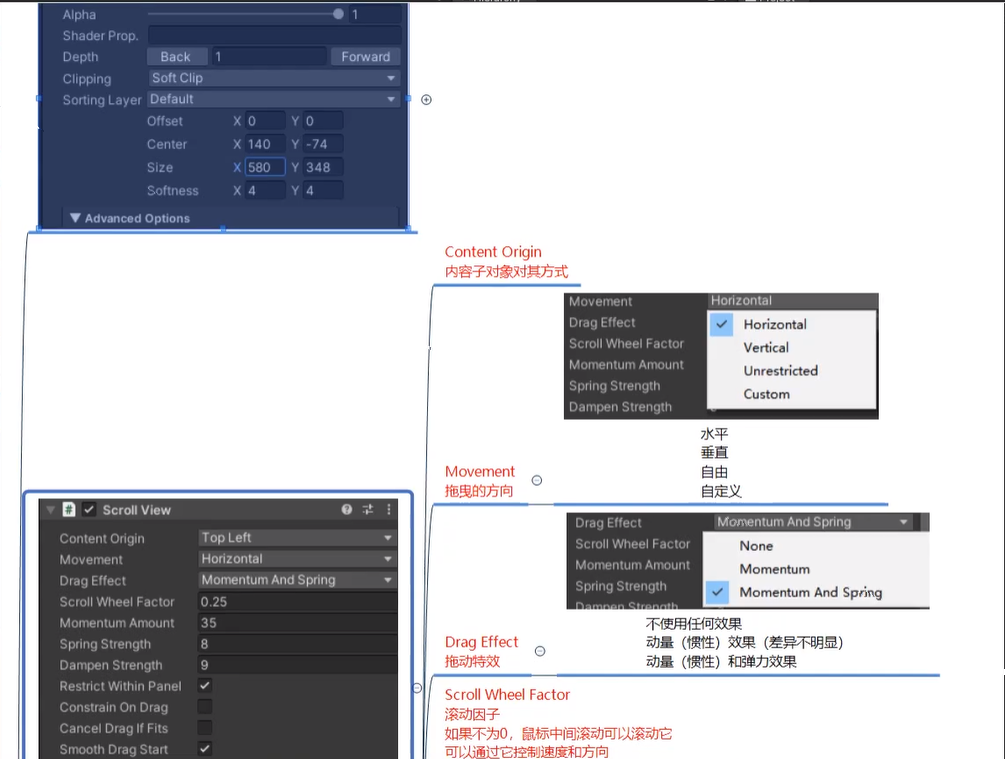 Alpha 1
Shader Prop.
Depth Back 1 Forward
Clipping Soft Clip
Sorting Layer Default
Offset X 0 Y 0
Center X 140 Y -74
Size X 580 Y 348
Softness X 4 Y 4
Advanced Options
Content Origin
内容子对象对其方式
Movement Horizontal
Drag Effect
Scroll Wheel Factor
Momentum Amount
Spring Strength
Dampen Strength
Horizontal
Vertical
Unrestricted
Custom
水平
垂直
自由
自定义
Movement
拖曳的方向
Drag Effect Momentum And Spring
Scroll Wheel Factor
Momentum Amount
Spring Strength
Dampen Strength
None
Momentum
Momentum And Spring
不使用任何效果
动量（惯性）效果（差异不明显）
动量（惯性）和弹力效果
Drag Effect
拖动特效
Scroll Wheel Factor
滚动因子
如果不为0，鼠标中间滚动可以滚动它
可以通过它控制速度和方向
# Scroll View
Content Origin Top Left
Movement Horizontal
Drag Effect Momentum And Spring
Scroll Wheel Factor 0.25
Momentum Amount 35
Spring Strength 8
Dampen Strength 9
Restrict Within Panel
Constrain On Drag
Cancel Drag If Fits
Smooth Drag Start